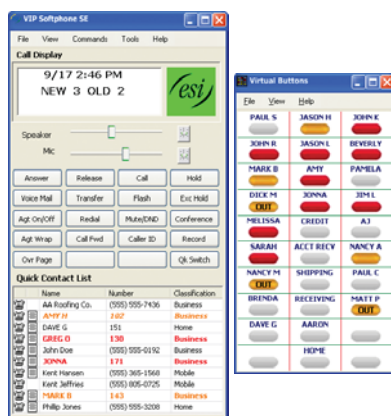 VIP Softphone SE
File View Commands Tools Help
Call Display
9/17 2:46 PM
NEW 3 OLD 2
esi
Speaker
Mic
Answer Release Call Hold
Voice Mail Transfer Flash Exc Hold
Agt On/Off Redial Mute/DND Conference
Agt Wrap Call Fwd Caller ID Record
Ovr Page Qk Switch
Quick Contact List
Name Number Classification
AA Roofing Co. (555) 555-7436 Business
AMY H 102 Business
DAVE G 151 Home
GREG O 130 Business
John Doe (555) 555-0192 Business
JONNA 171 Business
Kent Hansen (555) 365-1568 Mobile
Kent Jeffries (555) 805-0725 Mobile
MARK B 143 Business
Philip Jones (555) 555-3208 Home
Virtual Buttons
File View Help
PAUL S JASON H JOHN K
JOHN R JASON L BEVERLY
MARK B AMY PAMELA
DICK M JONNA JIM L
OUT
MELISSA CREDIT AJ
SARAH ACCT RECV NANCY A
NANCY M SHIPPING PAUL C
OUT
BRENDA RECEIVING MATT P
OUT
DAVE G AARON
HOME